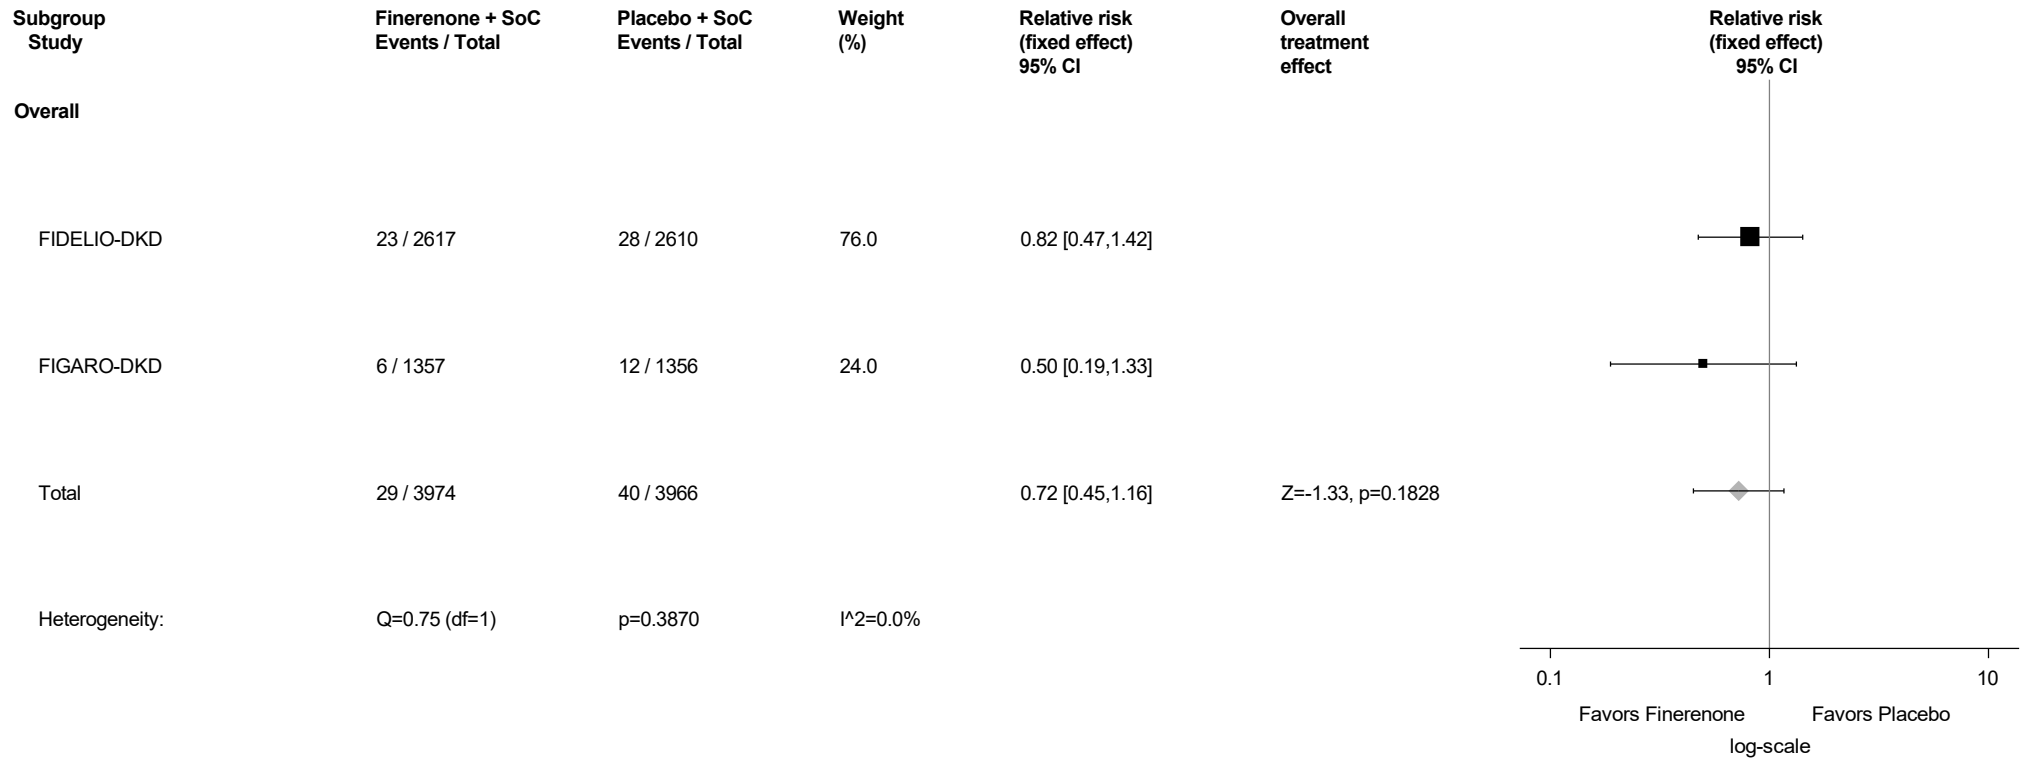 Subgroup Finerenone + SoC Placebo + SoC Weight Relative risk Overall Relative risk
Study Events / Total Events / Total (%) (fixed effect) treatment (fixed effect)
95% CI effect 95% CI
Overall
FIDELIO-DKD 23 / 2617 28 / 2610 76.0 0.82 [0.47,1.42]
FIGARO-DKD 6 / 1357 12 / 1356 24.0 0.50 [0.19,1.33]
Total 29 / 3974 40 / 3966 0.72 [0.45,1.16] Z=-1.33, p=0.1828
Heterogeneity: Q=0.75 (df=1) p=0.3870 I^2=0.0%
0.1 1 10
Favors Finerenone Favors Placebo
log-scale